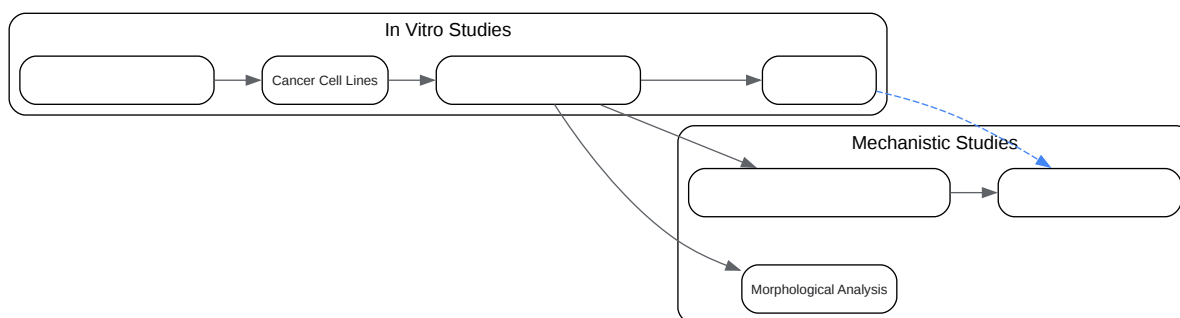 In Vitro Studies
Cancer Cell Lines
Mechanistic Studies
Morphological Analysis